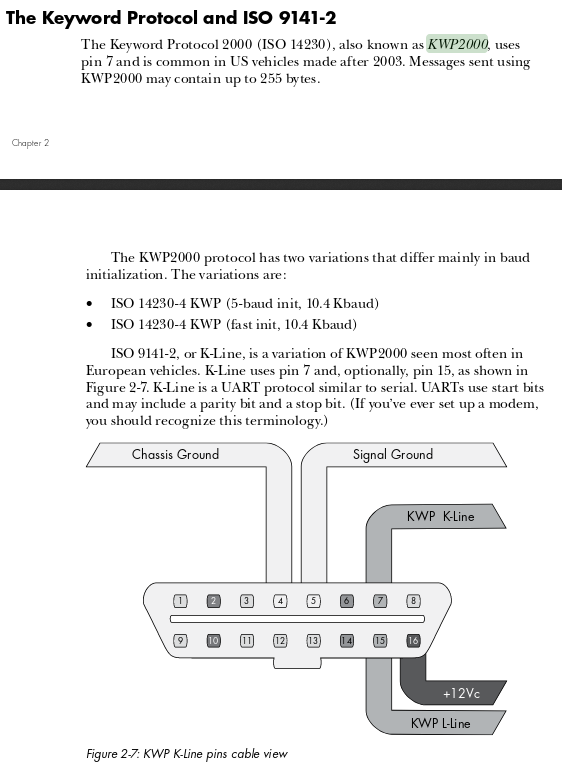 The Keyword Protocol and ISO 9141-2
The Keyword Protocol 2000 (ISO 14230), also known as KWP2000, uses
pin 7 and is common in US vehicles made after 2003. Messages sent using
KWP2000 may contain up to 255 bytes.
Chapter 2
The KWP2000 protocol has two variations that differ mainly in baud
initialization. The variations are:
• ISO 14230-4 KWP (5-baud init, 10.4 Kbaud)
• ISO 14230-4 KWP (fast init, 10.4 Kbaud)
ISO 9141-2, or K-Line, is a variation of KWP2000 seen most often in
European vehicles. K-Line uses pin 7 and, optionally, pin 15, as shown in
Figure 2-7. K-Line is a UART protocol similar to serial. UARTs use start bits
and may include a parity bit and a stop bit. (If you've ever set up a modem,
you should recognize this terminology.)
Chassis Ground
Signal Ground
KWP K-Line
1 2 3 4 5 6 7 8
9 10 11 12 13 14 15 16
+12Vc
KWP L-Line
Figure 2-7: KWP K-Line pins cable view